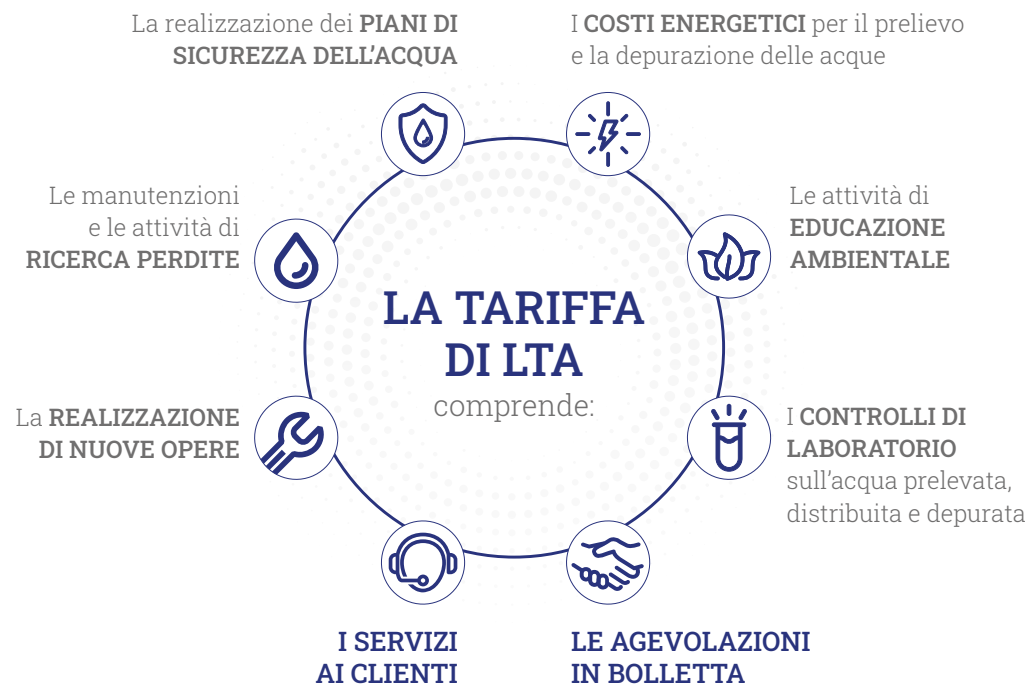 La realizzazione dei PIANI DI
SICUREZZA DELL'ACQUA
I COSTI ENERGETICI per il prelievo
e la depurazione delle acque
Le manutenzioni
e le attività di
RICERCA PERDITE
Le attività di
EDUCAZIONE
AMBIENTALE
LA TARIFFA
DI LTA
comprende:
La REALIZZAZIONE
DI NUOVE OPERE
I CONTROLLI DI
LABORATORIO
sull'acqua prelevata,
distribuita e depurata
I SERVIZI
AI CLIENTI
LE AGEVOLAZIONI
IN BOLLETTA